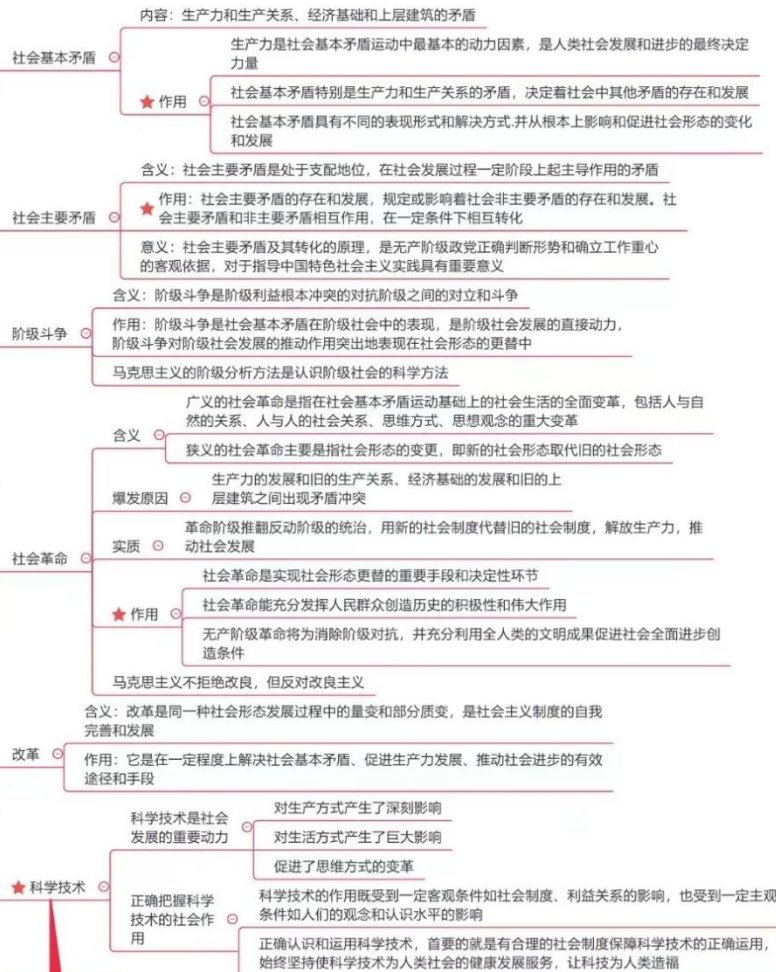 内容：生产力和生产关系、经济基础和上层建筑的矛盾
社会基本矛盾
生产力是社会基本矛盾运动中最基本的动力因素，是人类社会发展和进步的最终决定
力量
作用
社会基本矛盾特别是生产力和生产关系的矛盾，决定着社会中其他矛盾的存在和发展
社会基本矛盾具有不同的表现形式和解决方式.并从根本上影响和促进社会形态的变化
和发展
含义：社会主要矛盾是处于支配地位，在社会发展过程一定阶段上起主导作用的矛盾
社会主要矛盾
作用：社会主要矛盾的存在和发展，规定或影响着社会非主要矛盾的存在和发展。社
会主要矛盾和非主要矛盾相互作用，在一定条件下相互转化
意义：社会主要矛盾及其转化的原理，是无产阶级政党正确判断形势和确立工作重心
的客观依据，对于指导中国特色社会主义实践具有重要意义
含义：阶级斗争是阶级利益根本冲突的对抗阶级之间的对立和斗争
阶级斗争
作用：阶级斗争是社会基本矛盾在阶级社会中的表现，是阶级社会发展的直接动力，
阶级斗争对阶级社会发展的推动作用突出地表现在社会形态的更替中
马克思主义的阶级分析方法是认识阶级社会的科学方法
社会革命
含义
广义的社会革命是指在社会基本矛盾运动基础上的社会生活的全面变革，包括人与自
然的关系、人与人的社会关系、思维方式、思想观念的重大变革
狭义的社会革命主要是指社会形态的变更，即新的社会形态取代旧的社会形态
爆发原因
生产力的发展和旧的生产关系、经济基础的发展和旧的上
层建筑之间出现矛盾冲突
实质
革命阶级推翻反动阶级的统治，用新的社会制度代替旧的社会制度，解放生产力，推
动社会发展
作用
社会革命是实现社会形态更替的重要手段和决定性环节
社会革命能充分发挥人民群众创造历史的积极性和伟大作用
无产阶级革命将为消除阶级对抗，并充分利用全人类的文明成果促进社会全面进步创
造条件
马克思主义不拒绝改良，但反对改良主义
改革
含义：改革是同一种社会形态发展过程中的量变和部分质变，是社会主义制度的自我
完善和发展
作用：它是在一定程度上解决社会基本矛盾、促进生产力发展、推动社会进步的有效
途径和手段
科学技术
科学技术是社会
发展的重要动力
对生产方式产生了深刻影响
对生活方式产生了巨大影响
促进了思维方式的变革
正确把握科学
技术的社会作
用
科学技术的作用既受到一定客观条件如社会制度、利益关系的影响，也受到一定主观
条件如人们的观念和认识水平的影响
正确认识和运用科学技术，首要的就是有合理的社会制度保障科学技术的正确运用，
始终坚持使科学技术为人类社会的健康发展服务，让科技为人类造福